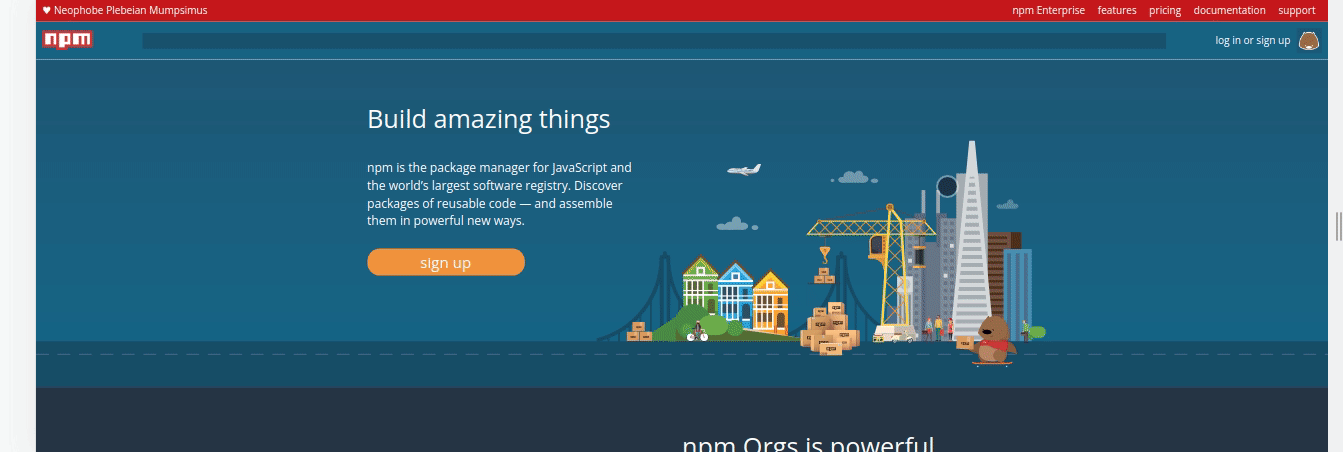 ♥ Neophobe Plebeian Mumpsimus
npm Enterprise features pricing documentation support
npm
log in or sign up
Build amazing things
npm is the package manager for JavaScript and
the world's largest software registry. Discover
packages of reusable code — and assemble
them in powerful new ways.
sign up
npm Orgs is powerful